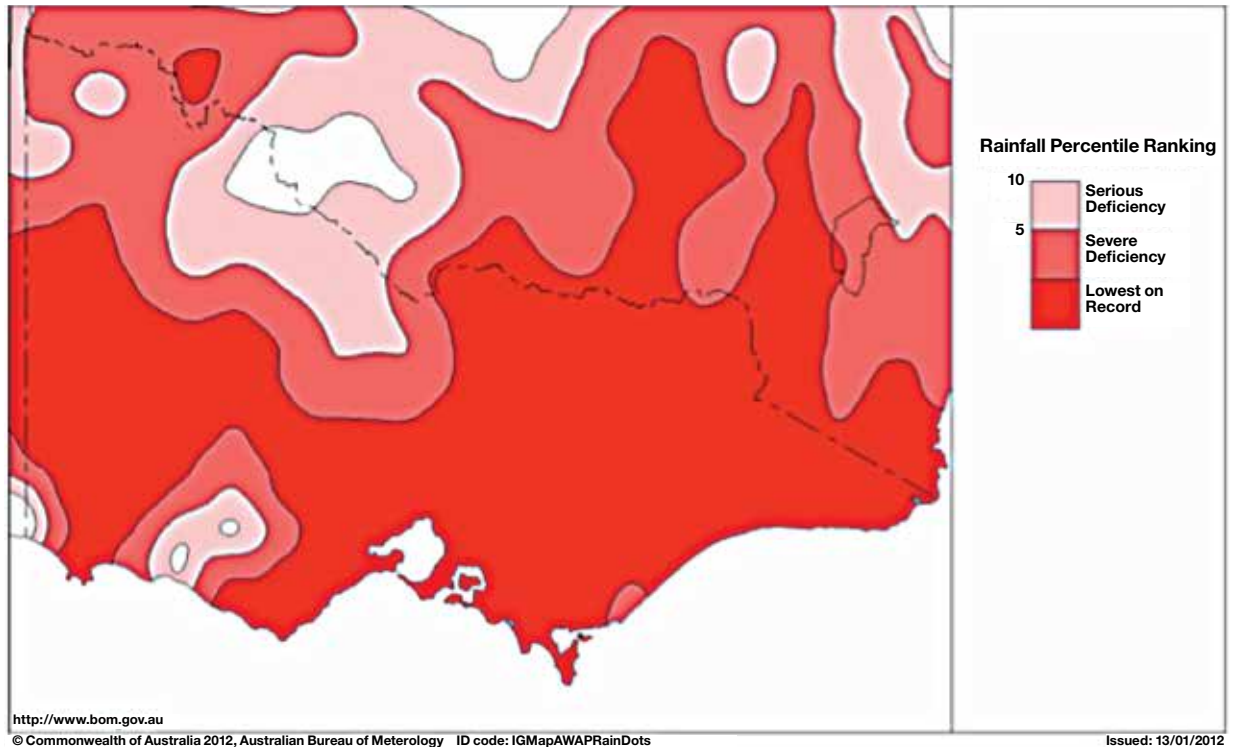 Rainfall Percentile Ranking
10
Serious
Deficiency
5
Severe
Deficiency
Lowest on
Record
http://www.bom.gov.au
© Commonwealth of Australia 2012, Australian Bureau of Meterology ID code: IGMapAWAPRainDots
Issued: 13/01/2012